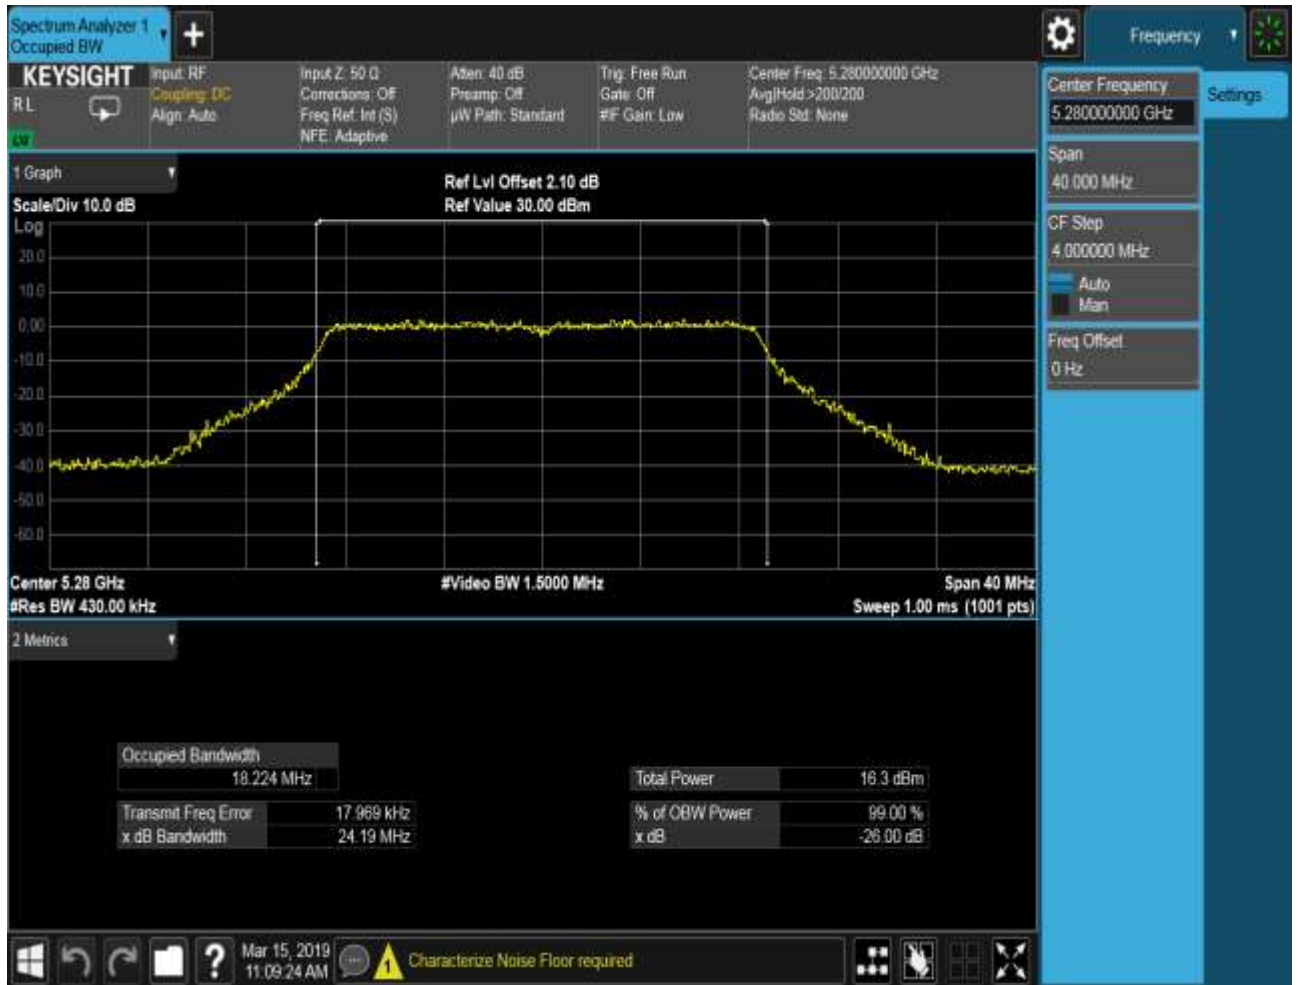 Spectrum Analyzer 1
Occupied BW
Frequency
KEYSIGHT
R L
Input: RF
Coupling: DC
Align: Auto
Input Z: 50 Ω
Corrections: Off
Freq Ref: Int (S)
NFE: Adaptive
Atten: 40 dB
Preamp: Off
µW Path: Standard
Trig: Free Run
Gate: Off
#IF Gain: Low
Center Freq: 5.280000000 GHz
Avg|Hold:>200/200
Radio Std: None
Center Frequency
5.280000000 GHz
Settings
Span
40.000 MHz
CF Step
4.000000 MHz
Auto
Man
Freq Offset
0 Hz
1 Graph
Scale/Div 10.0 dB
Ref Lvl Offset 2.10 dB
Ref Value 30.00 dBm
Log
20.0
10.0
0.00
-10.0
-20.0
-30.0
-40.0
-50.0
-60.0
Center 5.28 GHz
#Video BW 1.5000 MHz
Span 40 MHz
#Res BW 430.00 kHz
Sweep 1.00 ms (1001 pts)
2 Metrics
Occupied Bandwidth
18.224 MHz
Total Power 16.3 dBm
Transmit Freq Error 17.969 kHz
% of OBW Power 99.00 %
x dB Bandwidth 24.19 MHz
x dB -26.00 dB
?
Mar 15, 2019
11:09:24 AM
1
Characterize Noise Floor required